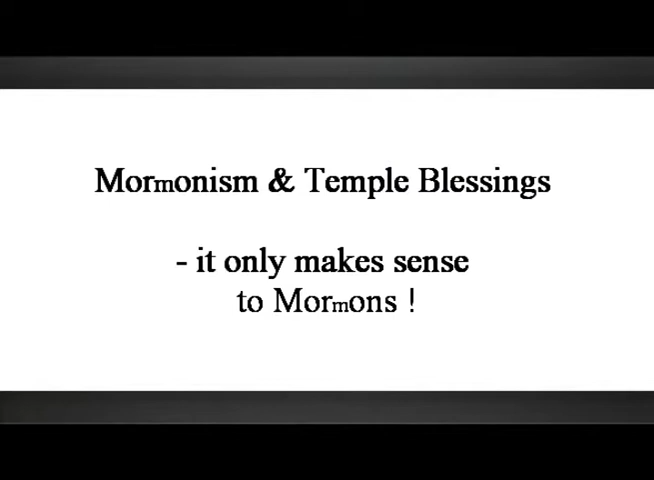 Mormonism & Temple Blessings
- it only makes sense
to Mormons !